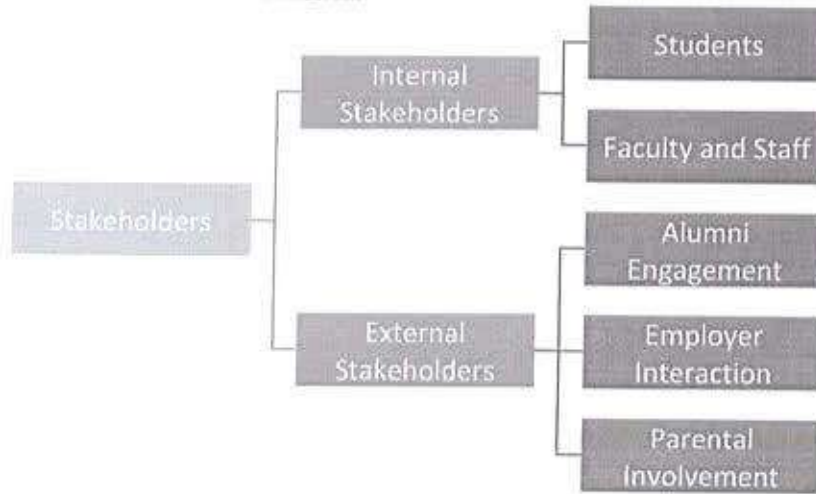 Stakeholders
Internal
Stakeholders
Students
Faculty and Staff
External
Stakeholders
Alumni
Engagement
Employer
Interaction
Parental
Involvement